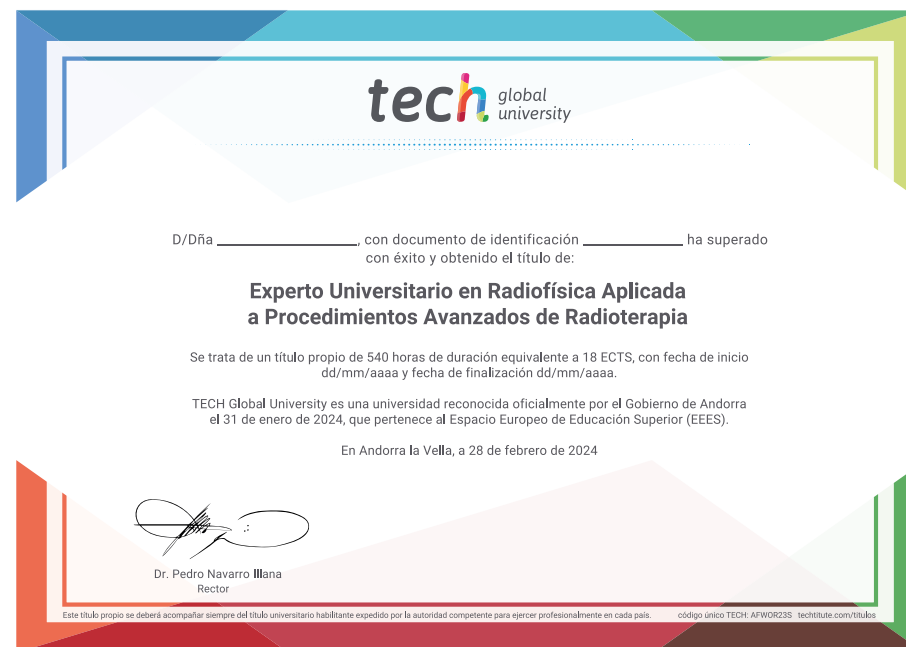 tech global university
D/Dña ______________, con documento de identificación __________ ha superado
con éxito y obtenido el título de:
Experto Universitario en Radiofísica Aplicada
a Procedimientos Avanzados de Radioterapia
Se trata de un título propio de 540 horas de duración equivalente a 18 ECTS, con fecha de inicio
dd/mm/aaaa y fecha de finalización dd/mm/aaaa.
TECH Global University es una universidad reconocida oficialmente por el Gobierno de Andorra
el 31 de enero de 2024, que pertenece al Espacio Europeo de Educación Superior (EEES).
En Andorra la Vella, a 28 de febrero de 2024
Dr. Pedro Navarro Illana
Rector
Este título propio se deberá acompañar siempre del título universitario habilitante expedido por la autoridad competente para ejercer profesionalmente en cada país. código único TECH: AFWOR23S techtitute.com/titulos